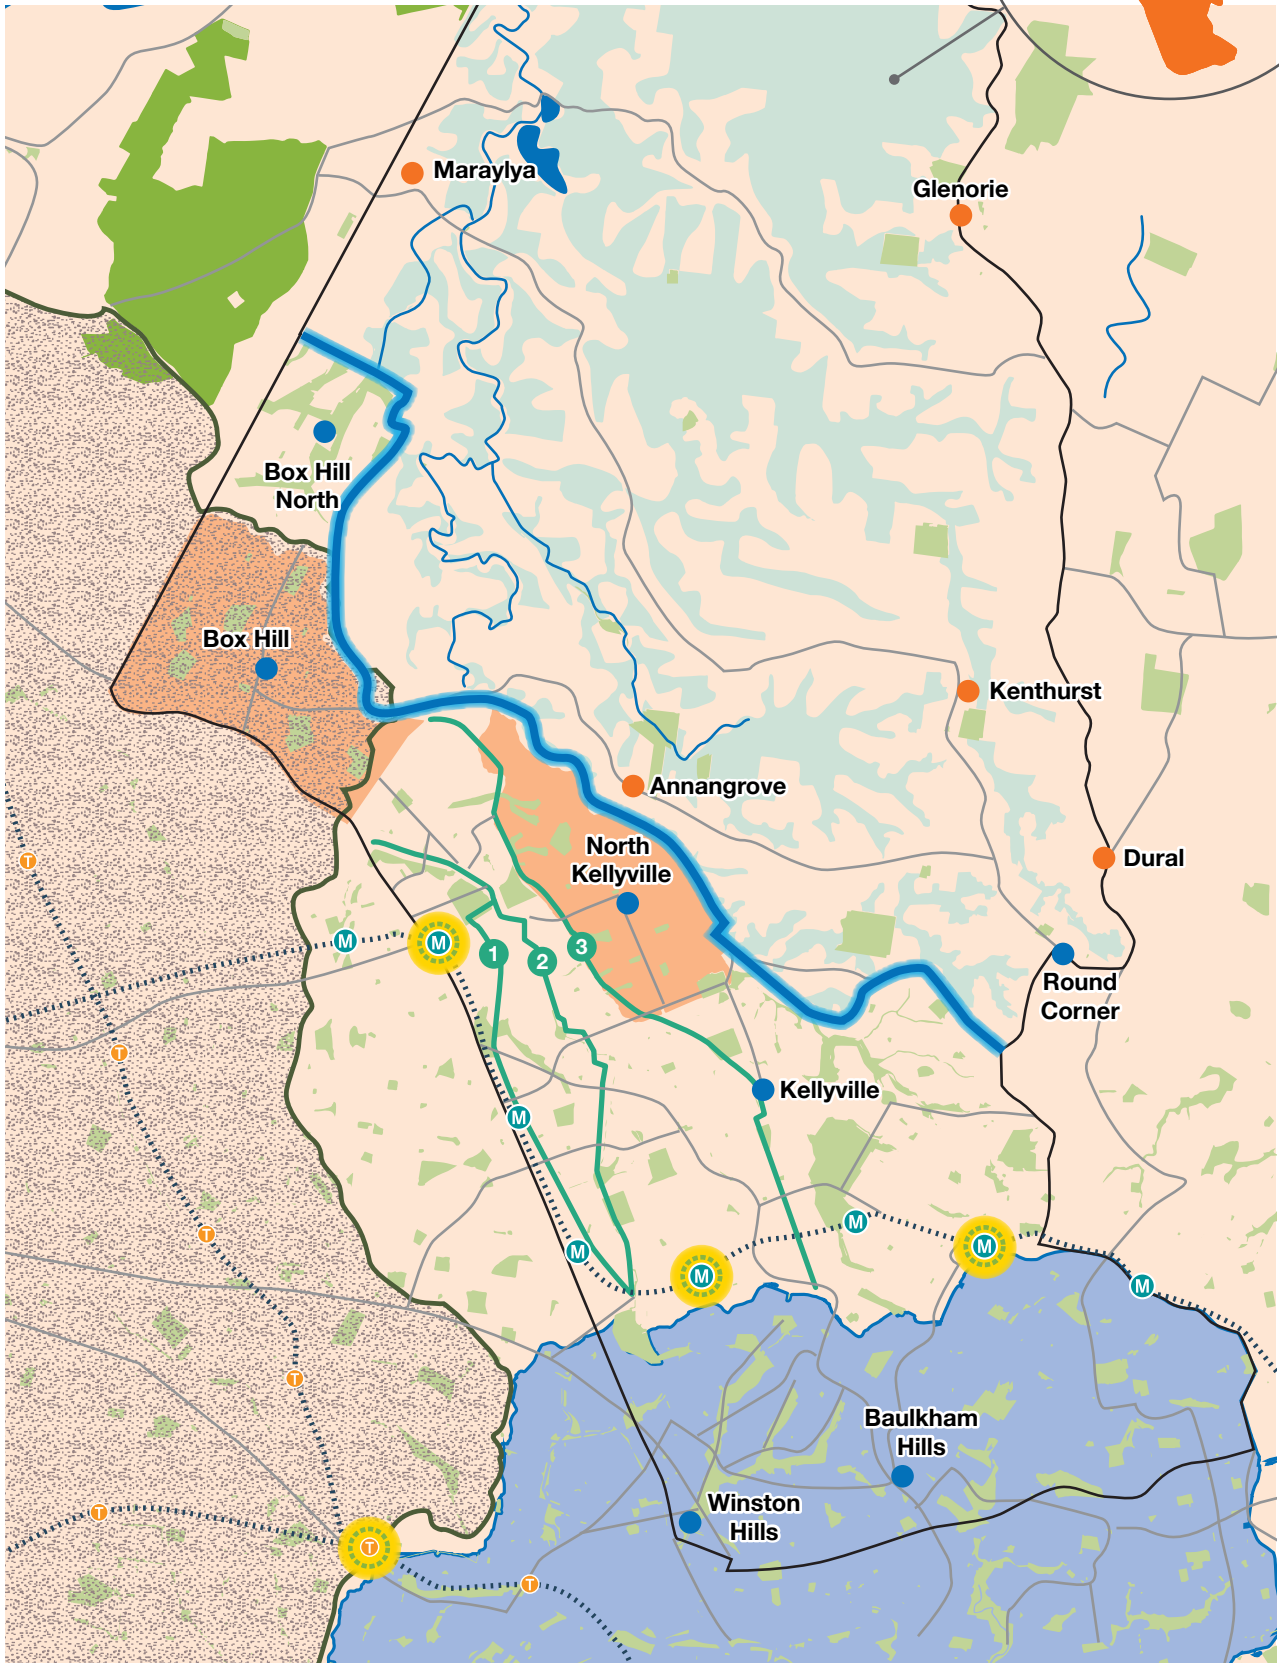 Maraylya
Glenorie
Box Hill
North
Box Hill
Kenthurst
Annangrove
North
Kellyville
Dural
T
M
M
1
2
3
Round
Corner
T
Kellyville
M
T
M
M
M
M
M
T
Baulkham
Hills
Winston
Hills
T
T
T